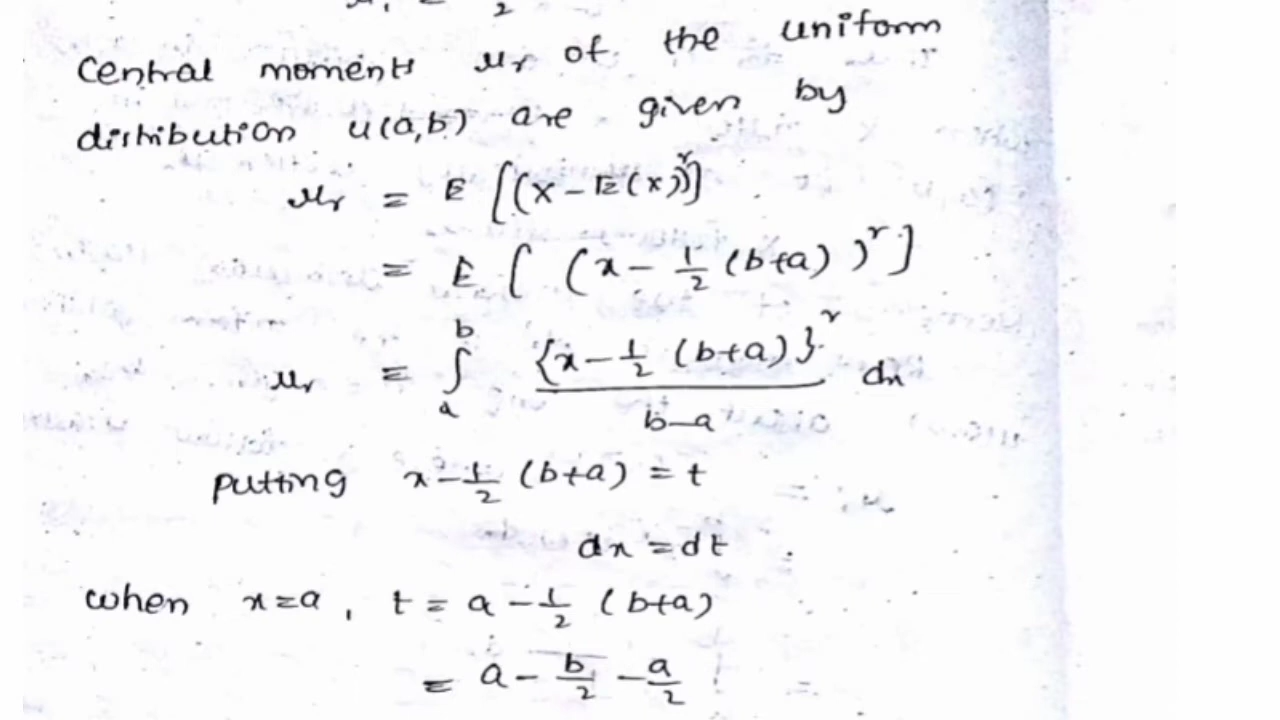 Central moments μr of the uniform
distribution u(a,b) are given by
μr = E [(x - E(x))^r]
= E [ (x - 1/2 (b+a) )^r ]
μr = ∫_a^b {x - 1/2 (b+a)}^r / b-a dx
putting x - 1/2 (b+a) = t
dx = dt
when x=a, t = a - 1/2 (b+a)
= a - b/2 - a/2